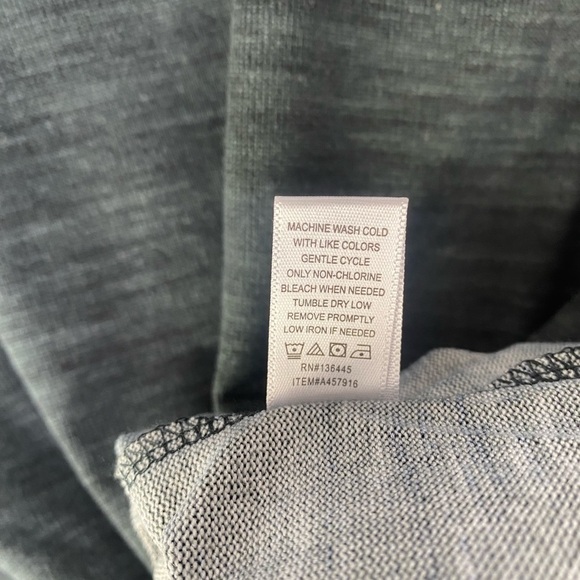 MACHINE WASH COLD
WITH LIKE COLORS
GENTLE CYCLE
ONLY NON-CHLORINE
BLEACH WHEN NEEDED
TUMBLE DRY LOW
REMOVE PROMPTLY
LOW IRON IF NEEDED
RN#136445
ITEM#A457916